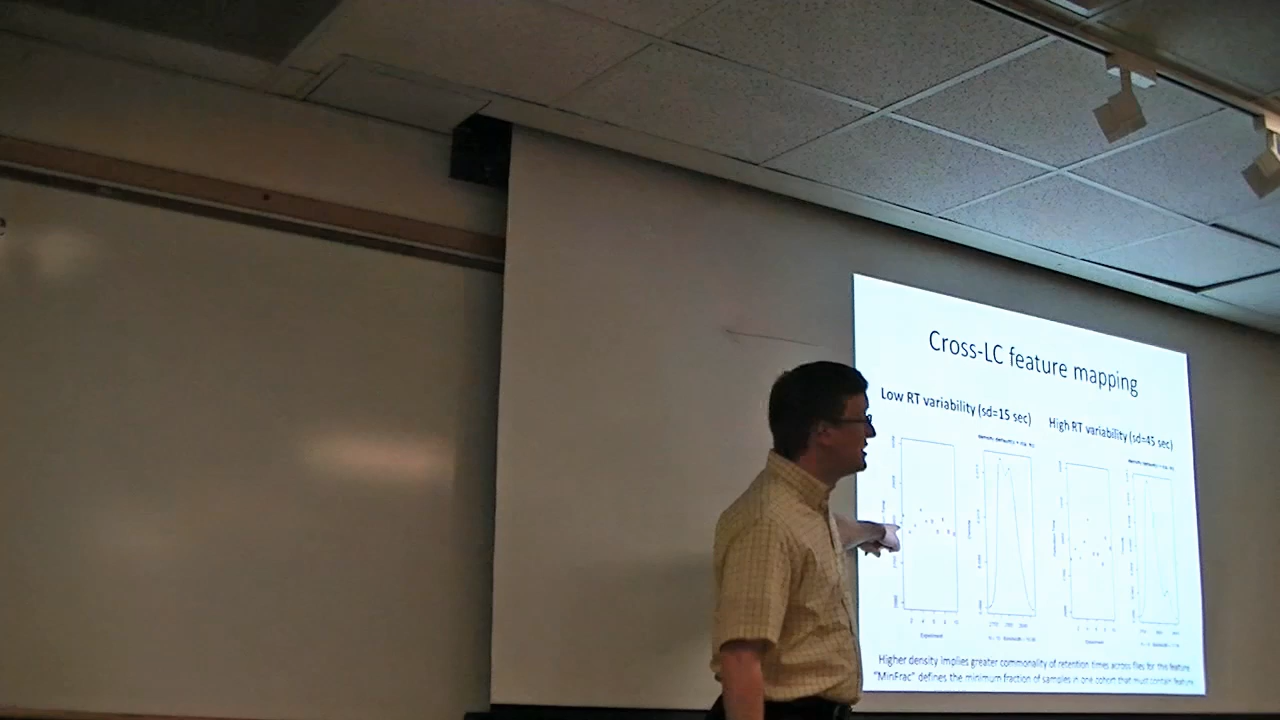 Cross-LC feature mapping
Low RT variability (sd=15 sec)
High RT variability (sd=45 sec)
Experiment
Experiment
Higher density implies greater commonality of retention times across files for this feature
"MinFrac" defines the minimum fraction of samples in one cohort that must contain feature